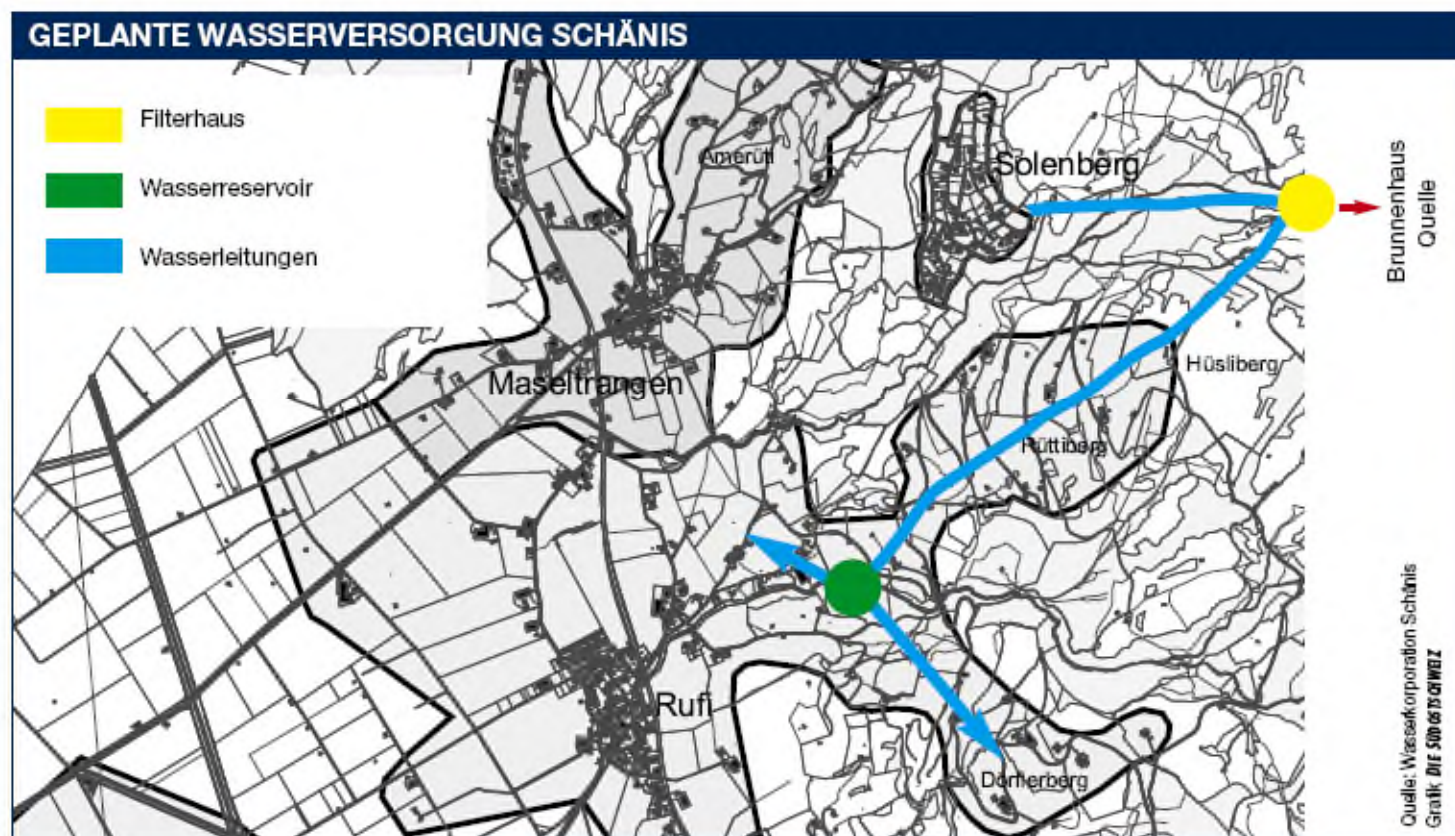 GEPLANTE WASSERVERSORGUNG SCHÄNIS
Filterhaus
Wasserreservoir
Wasserleitungen
Amerüti
Solenberg
Brunnenhaus
Quelle
Maseltrangen
Hüsliberg
Rüttiberg
Rufi
Dörflerberg
Quelle: Wasserkorporation Schänis
Grafik DIE SÜDOSTSCHWEIZ